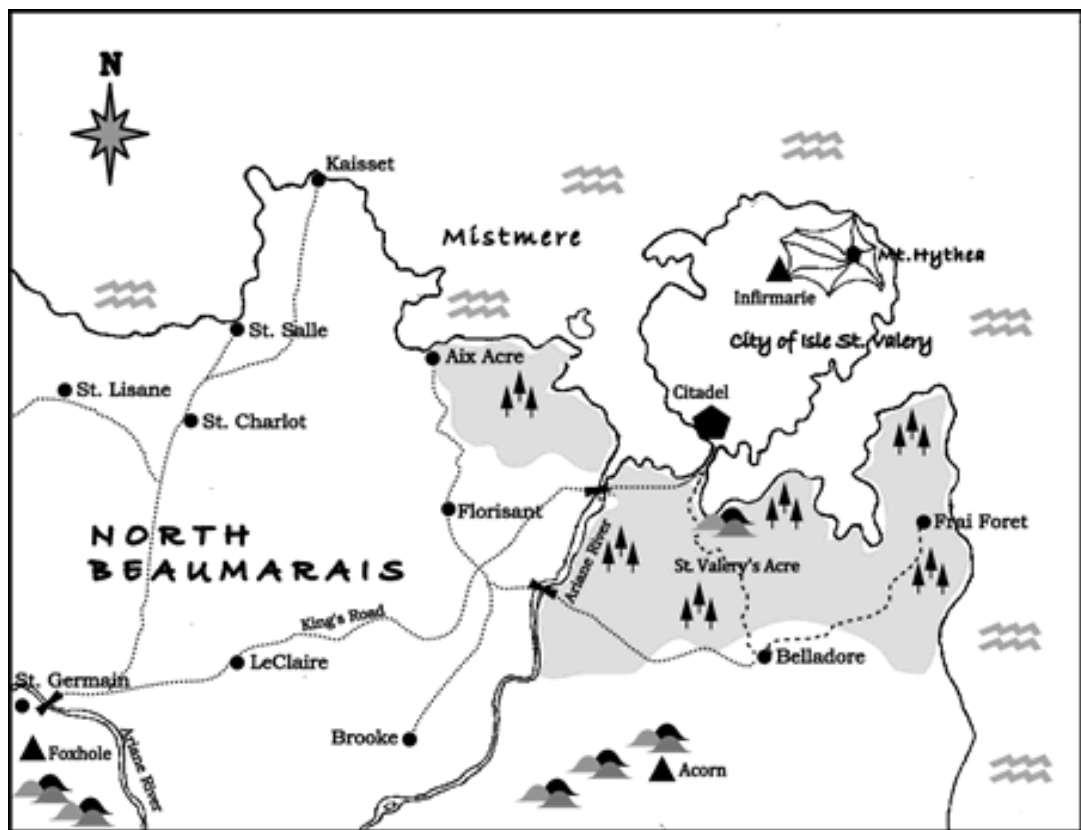 N
Kaisset
Mistmere
Mt. Hythea
Infirmarie
St. Salle
City of Isle St. Valery
Aix Acre
St. Lisane
Citadel
St. Charlot
Florisant
Frai Foret
NORTH
BEAUMARAIS
Ariane River
St. Valery's Acre
King's Road
LeClaire
Belladore
St. Germain
Brooke
Foxhole
Ariane River
Acorn